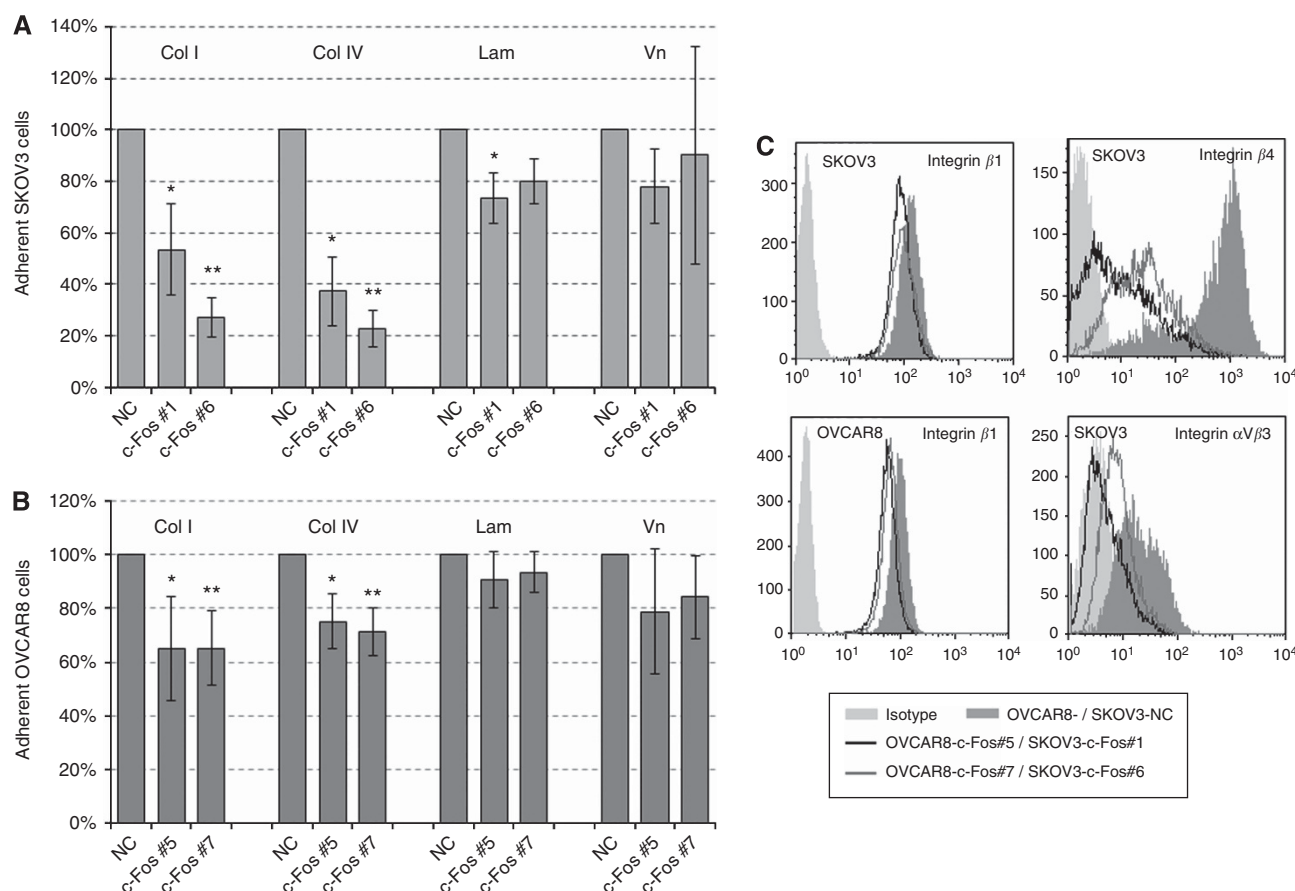 A
Adherent SKOV3 cells
140%
120%
100%
80%
60%
40%
20%
0%
Col I
Col IV
Lam
Vn
*
**
*
**
*
NC
c-Fos #1
c-Fos #6
NC
c-Fos #1
c-Fos #6
NC
c-Fos #1
c-Fos #6
NC
c-Fos #1
c-Fos #6
B
Adherent OVCAR8 cells
120%
100%
80%
60%
40%
20%
0%
Col I
Col IV
Lam
Vn
*
**
*
**
NC
c-Fos #5
c-Fos #7
NC
c-Fos #5
c-Fos #7
NC
c-Fos #5
c-Fos #7
NC
c-Fos #5
c-Fos #7
C
SKOV3 Integrin β1
300
200
100
0
10⁰ 10¹ 10² 10³ 10⁴
SKOV3 Integrin β4
150
100
50
0
10⁰ 10¹ 10² 10³ 10⁴
OVCAR8 Integrin β1
400
300
200
100
0
10⁰ 10¹ 10² 10³ 10⁴
SKOV3 Integrin αVβ3
250
200
150
100
50
0
10⁰ 10¹ 10² 10³ 10⁴
Isotype OVCAR8- / SKOV3-NC
OVCAR8-c-Fos#5 / SKOV3-c-Fos#1
OVCAR8-c-Fos#7 / SKOV3-c-Fos#6